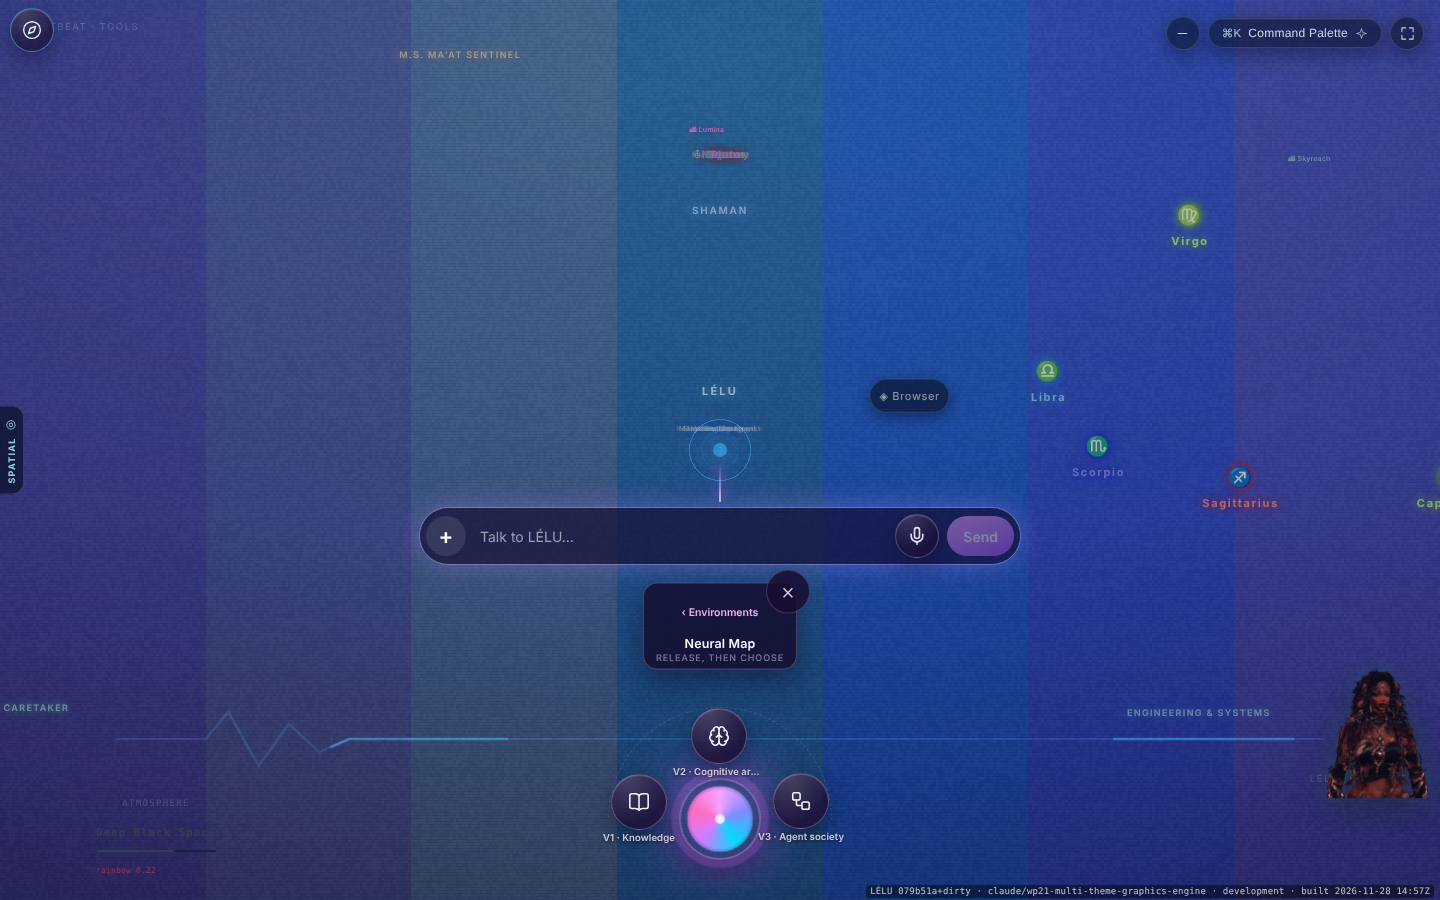 BEAT · TOOLS
⌘K Command Palette
M.S. MA'AT SENTINEL
Lumina
Skyreach
SHAMAN
Virgo
LÉLU
Browser
Libra
Scorpio
Sagittarius
Cap
SPATIAL
+ Talk to LÉLU... Send
‹ Environments
Neural Map
RELEASE, THEN CHOOSE
CARETAKER
ENGINEERING & SYSTEMS
V2 · Cognitive ar...
LÉL
V1 · Knowledge
V3 · Agent society
ATMOSPHERE
Deep Black Space
rainbow 0.22
LÉLU 079b51a+dirty · claude/wp21-multi-theme-graphics-engine · development · built 2026-11-28 14:57Z